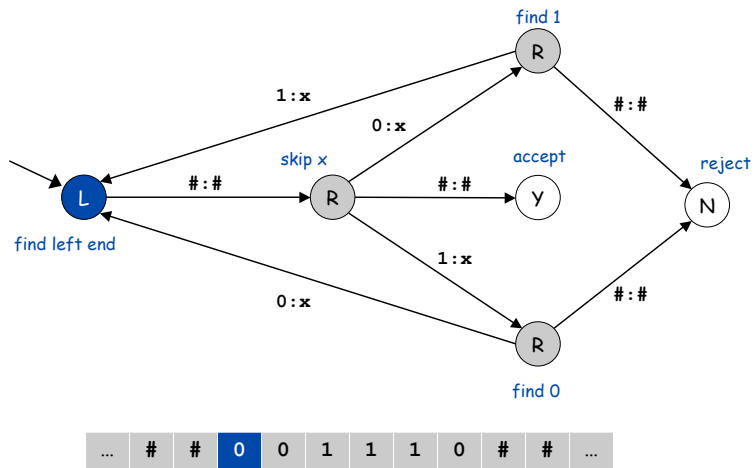 find 1
R
1:x
#:#
0:x
skip x
accept
reject
#:#
#:#
L
R
Y
N
find left end
1:x
0:x
#:#
R
find 0
... # # 0 0 1 1 1 0 # # ...